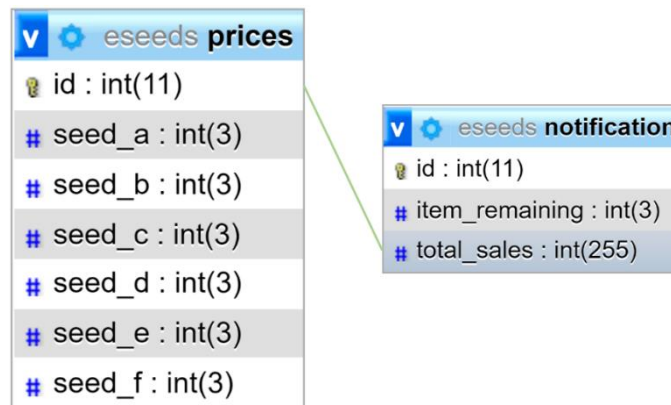 v eseeds prices
id : int(11)
# seed_a : int(3)
# seed_b : int(3)
# seed_c : int(3)
# seed_d : int(3)
# seed_e : int(3)
# seed_f : int(3)
v eseeds notification
id : int(11)
# item_remaining : int(3)
# total_sales : int(255)